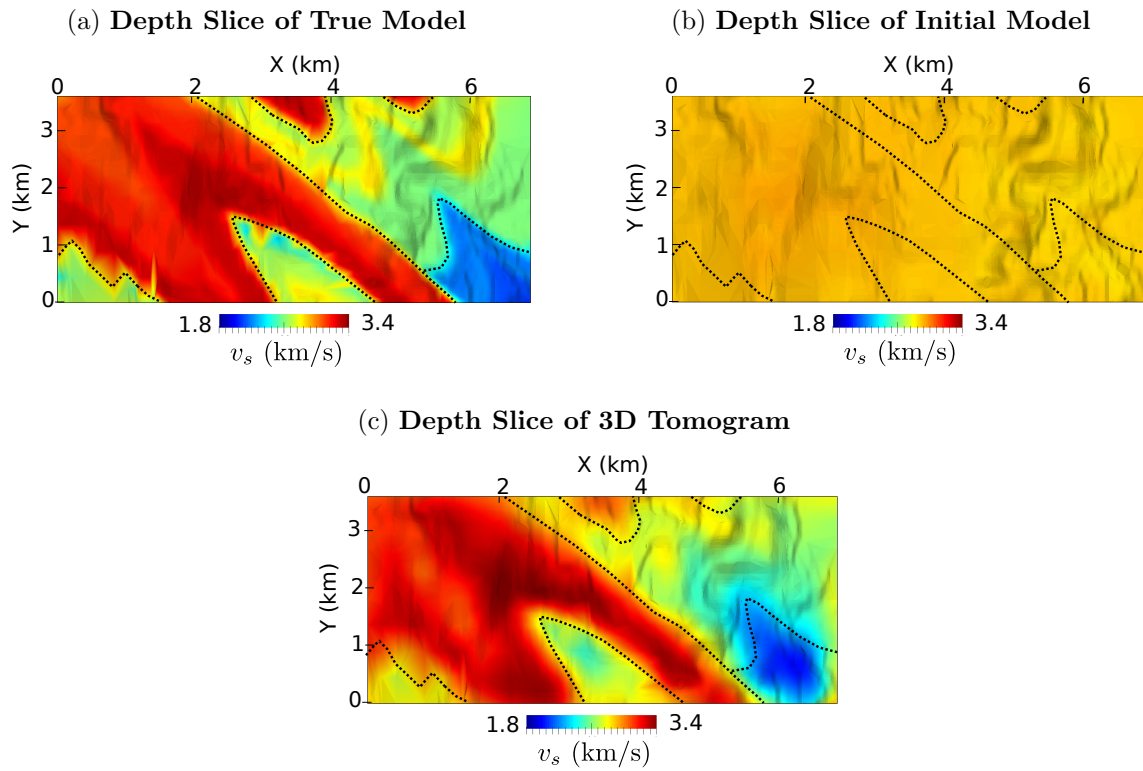 (a) Depth Slice of True Model
X (km)
0 2 4 6
Y (km)
3
2
1
0
1.8 3.4
v_s (km/s)
(b) Depth Slice of Initial Model
X (km)
0 2 4 6
Y (km)
3
2
1
0
1.8 3.4
v_s (km/s)
(c) Depth Slice of 3D Tomogram
X (km)
0 2 4 6
Y (km)
3
2
1
0
1.8 3.4
v_s (km/s)